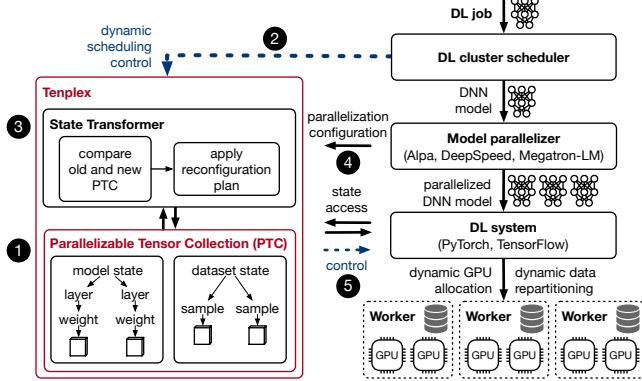 DL job
dynamic
scheduling
control
2
DL cluster scheduler
Tenplex
DNN
model
3
State Transformer
compare
old and new
PTC
apply
reconfiguration
plan
parallelization
configuration
4
Model parallelizer
(Alpa, DeepSpeed, Megatron-LM)
parallelized
DNN model
state
access
DL system
(PyTorch, TensorFlow)
control
5
1
Parallelizable Tensor Collection (PTC)
model state
layer
layer
weight
weight
dataset state
sample
sample
dynamic GPU
allocation
dynamic data
repartitioning
Worker
GPU
GPU
Worker
GPU
GPU
Worker
GPU
GPU